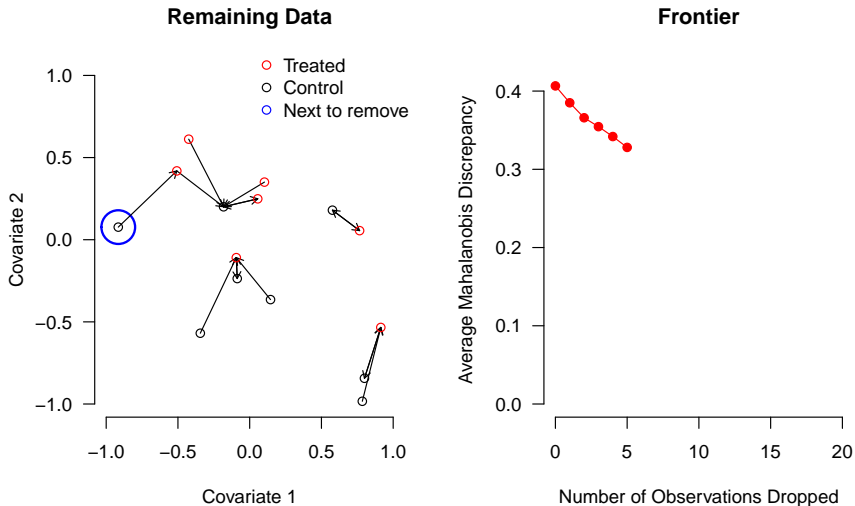 Remaining Data
Treated
Control
Next to remove
1.0
0.5
0.0
−0.5
−1.0
Covariate 2
−1.0 −0.5 0.0 0.5 1.0
Covariate 1
Frontier
0.4
0.3
0.2
0.1
0.0
Average Mahalanobis Discrepancy
0 5 10 15 20
Number of Observations Dropped